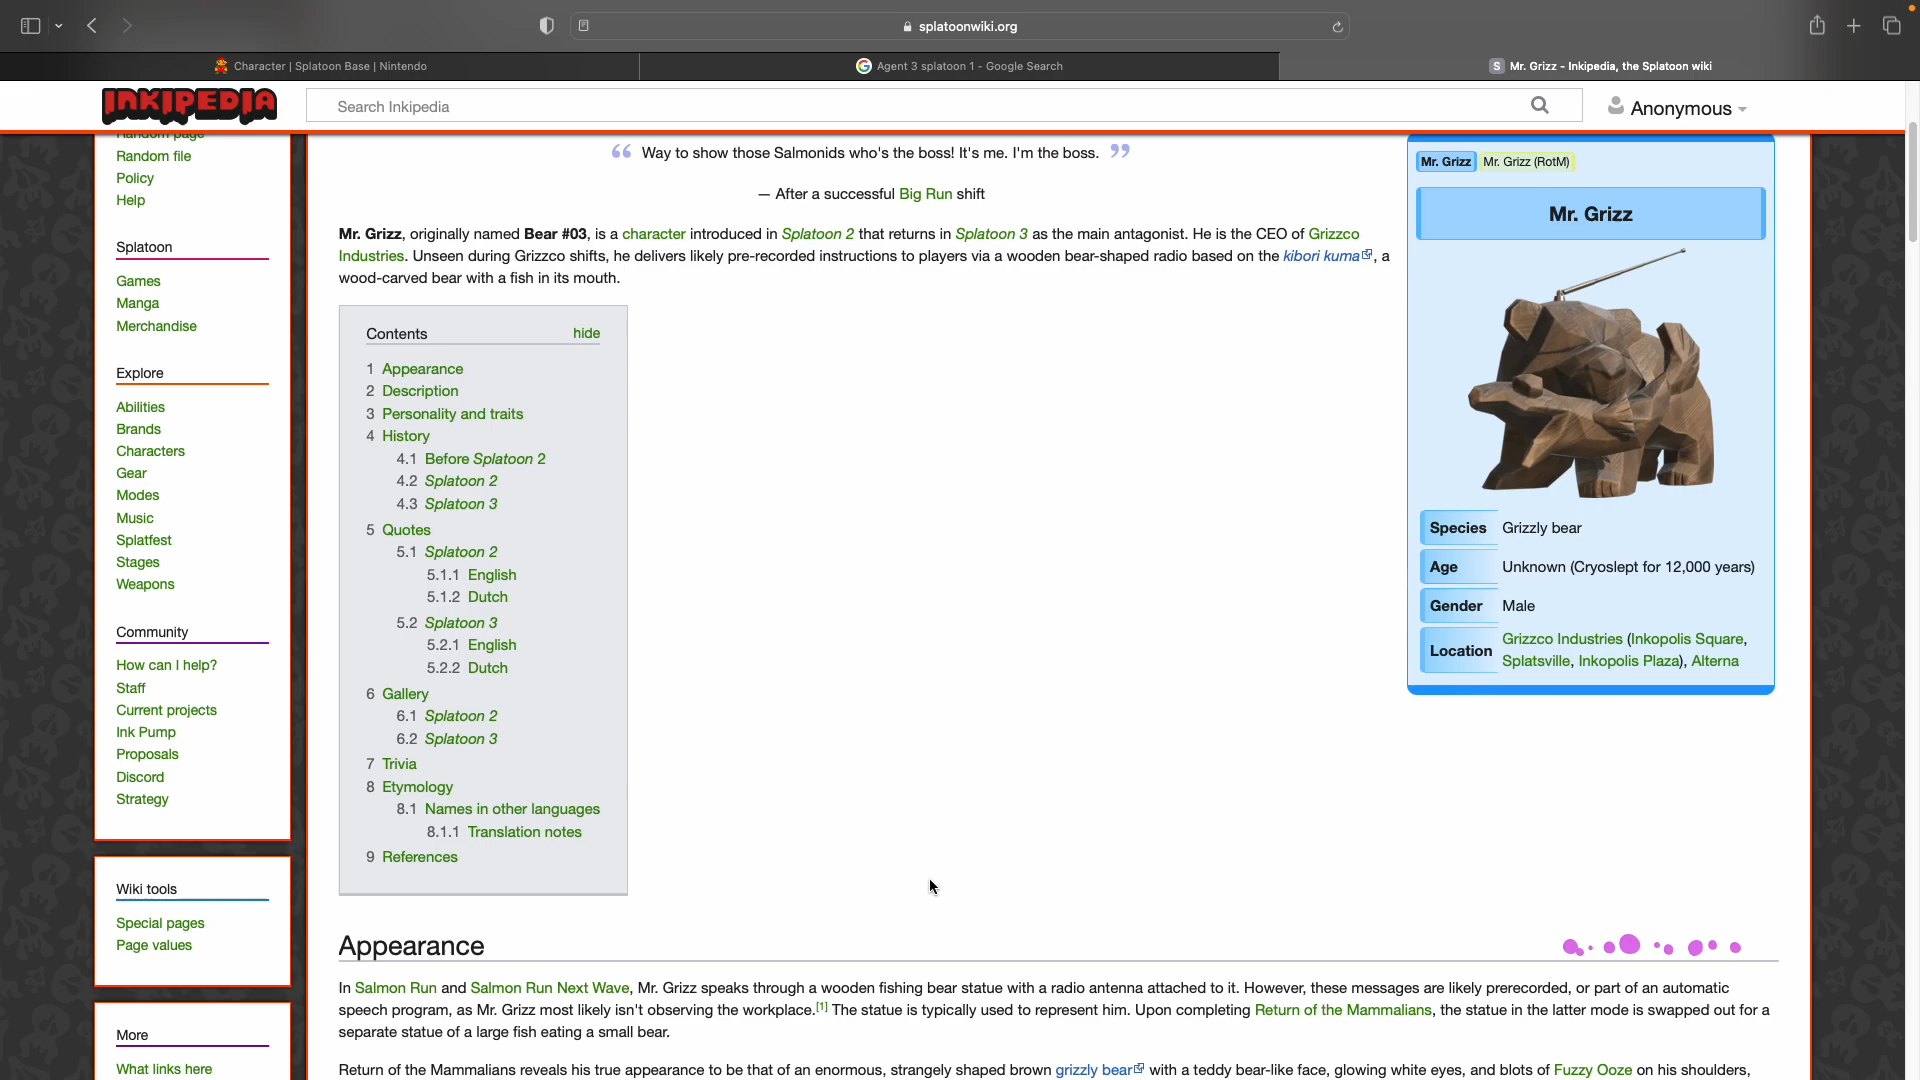 splatoonwiki.org
Character | Splatoon Base | Nintendo
Agent 3 splatoon 1 - Google Search
S Mr. Grizz - Inkipedia, the Splatoon wiki
INKIPEDIA
Search Inkipedia
Anonymous
Random page
Random file
Policy
Help
Splatoon
Games
Manga
Merchandise
Explore
Abilities
Brands
Characters
Gear
Modes
Music
Splatfest
Stages
Weapons
Community
How can I help?
Staff
Current projects
Ink Pump
Proposals
Discord
Strategy
Wiki tools
Special pages
Page values
More
What links here
“ Way to show those Salmonids who's the boss! It's me. I'm the boss. ”
— After a successful Big Run shift
Mr. Grizz, originally named Bear #03, is a character introduced in Splatoon 2 that returns in Splatoon 3 as the main antagonist. He is the CEO of Grizzco
Industries. Unseen during Grizzco shifts, he delivers likely pre-recorded instructions to players via a wooden bear-shaped radio based on the kibori kuma, a
wood-carved bear with a fish in its mouth.
Contents hide
1 Appearance
2 Description
3 Personality and traits
4 History
4.1 Before Splatoon 2
4.2 Splatoon 2
4.3 Splatoon 3
5 Quotes
5.1 Splatoon 2
5.1.1 English
5.1.2 Dutch
5.2 Splatoon 3
5.2.1 English
5.2.2 Dutch
6 Gallery
6.1 Splatoon 2
6.2 Splatoon 3
7 Trivia
8 Etymology
8.1 Names in other languages
8.1.1 Translation notes
9 References
Mr. Grizz Mr. Grizz (RotM)
Mr. Grizz
Species Grizzly bear
Age Unknown (Cryoslept for 12,000 years)
Gender Male
Location Grizzco Industries (Inkopolis Square,
Splatsville, Inkopolis Plaza), Alterna
Appearance
In Salmon Run and Salmon Run Next Wave, Mr. Grizz speaks through a wooden fishing bear statue with a radio antenna attached to it. However, these messages are likely prerecorded, or part of an automatic
speech program, as Mr. Grizz most likely isn't observing the workplace.[1] The statue is typically used to represent him. Upon completing Return of the Mammalians, the statue in the latter mode is swapped out for a
separate statue of a large fish eating a small bear.
Return of the Mammalians reveals his true appearance to be that of an enormous, strangely shaped brown grizzly bear with a teddy bear-like face, glowing white eyes, and blots of Fuzzy Ooze on his shoulders,